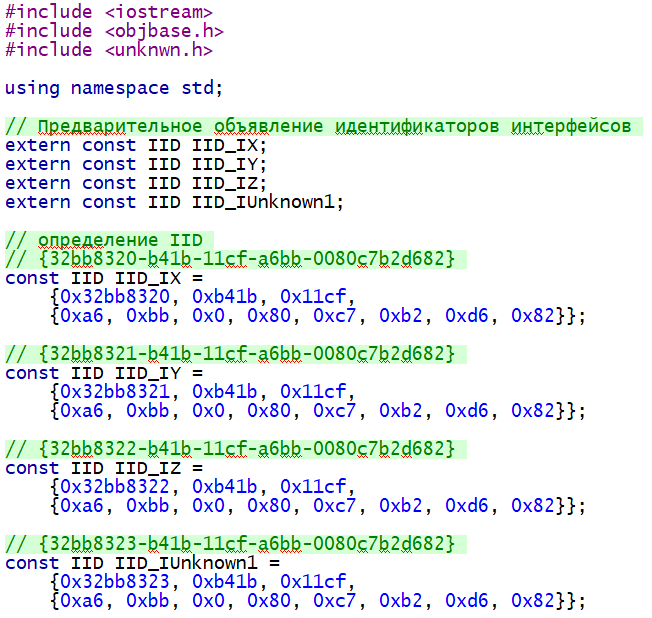 #include <iostream>
#include <objbase.h>
#include <unknwn.h>
using namespace std;
// Предварительное объявление идентификаторов интерфейсов
extern const IID IID_IX;
extern const IID IID_IY;
extern const IID IID_IZ;
extern const IID IID_IUnknown1;
// определение IID
// {32bb8320-b41b-11cf-a6bb-0080c7b2d682}
const IID IID_IX =
{0x32bb8320, 0xb41b, 0x11cf,
{0xa6, 0xbb, 0x0, 0x80, 0xc7, 0xb2, 0xd6, 0x82}};
// {32bb8321-b41b-11cf-a6bb-0080c7b2d682}
const IID IID_IY =
{0x32bb8321, 0xb41b, 0x11cf,
{0xa6, 0xbb, 0x0, 0x80, 0xc7, 0xb2, 0xd6, 0x82}};
// {32bb8322-b41b-11cf-a6bb-0080c7b2d682}
const IID IID_IZ =
{0x32bb8322, 0xb41b, 0x11cf,
{0xa6, 0xbb, 0x0, 0x80, 0xc7, 0xb2, 0xd6, 0x82}};
// {32bb8323-b41b-11cf-a6bb-0080c7b2d682}
const IID IID_IUnknown1 =
{0x32bb8323, 0xb41b, 0x11cf,
{0xa6, 0xbb, 0x0, 0x80, 0xc7, 0xb2, 0xd6, 0x82}};